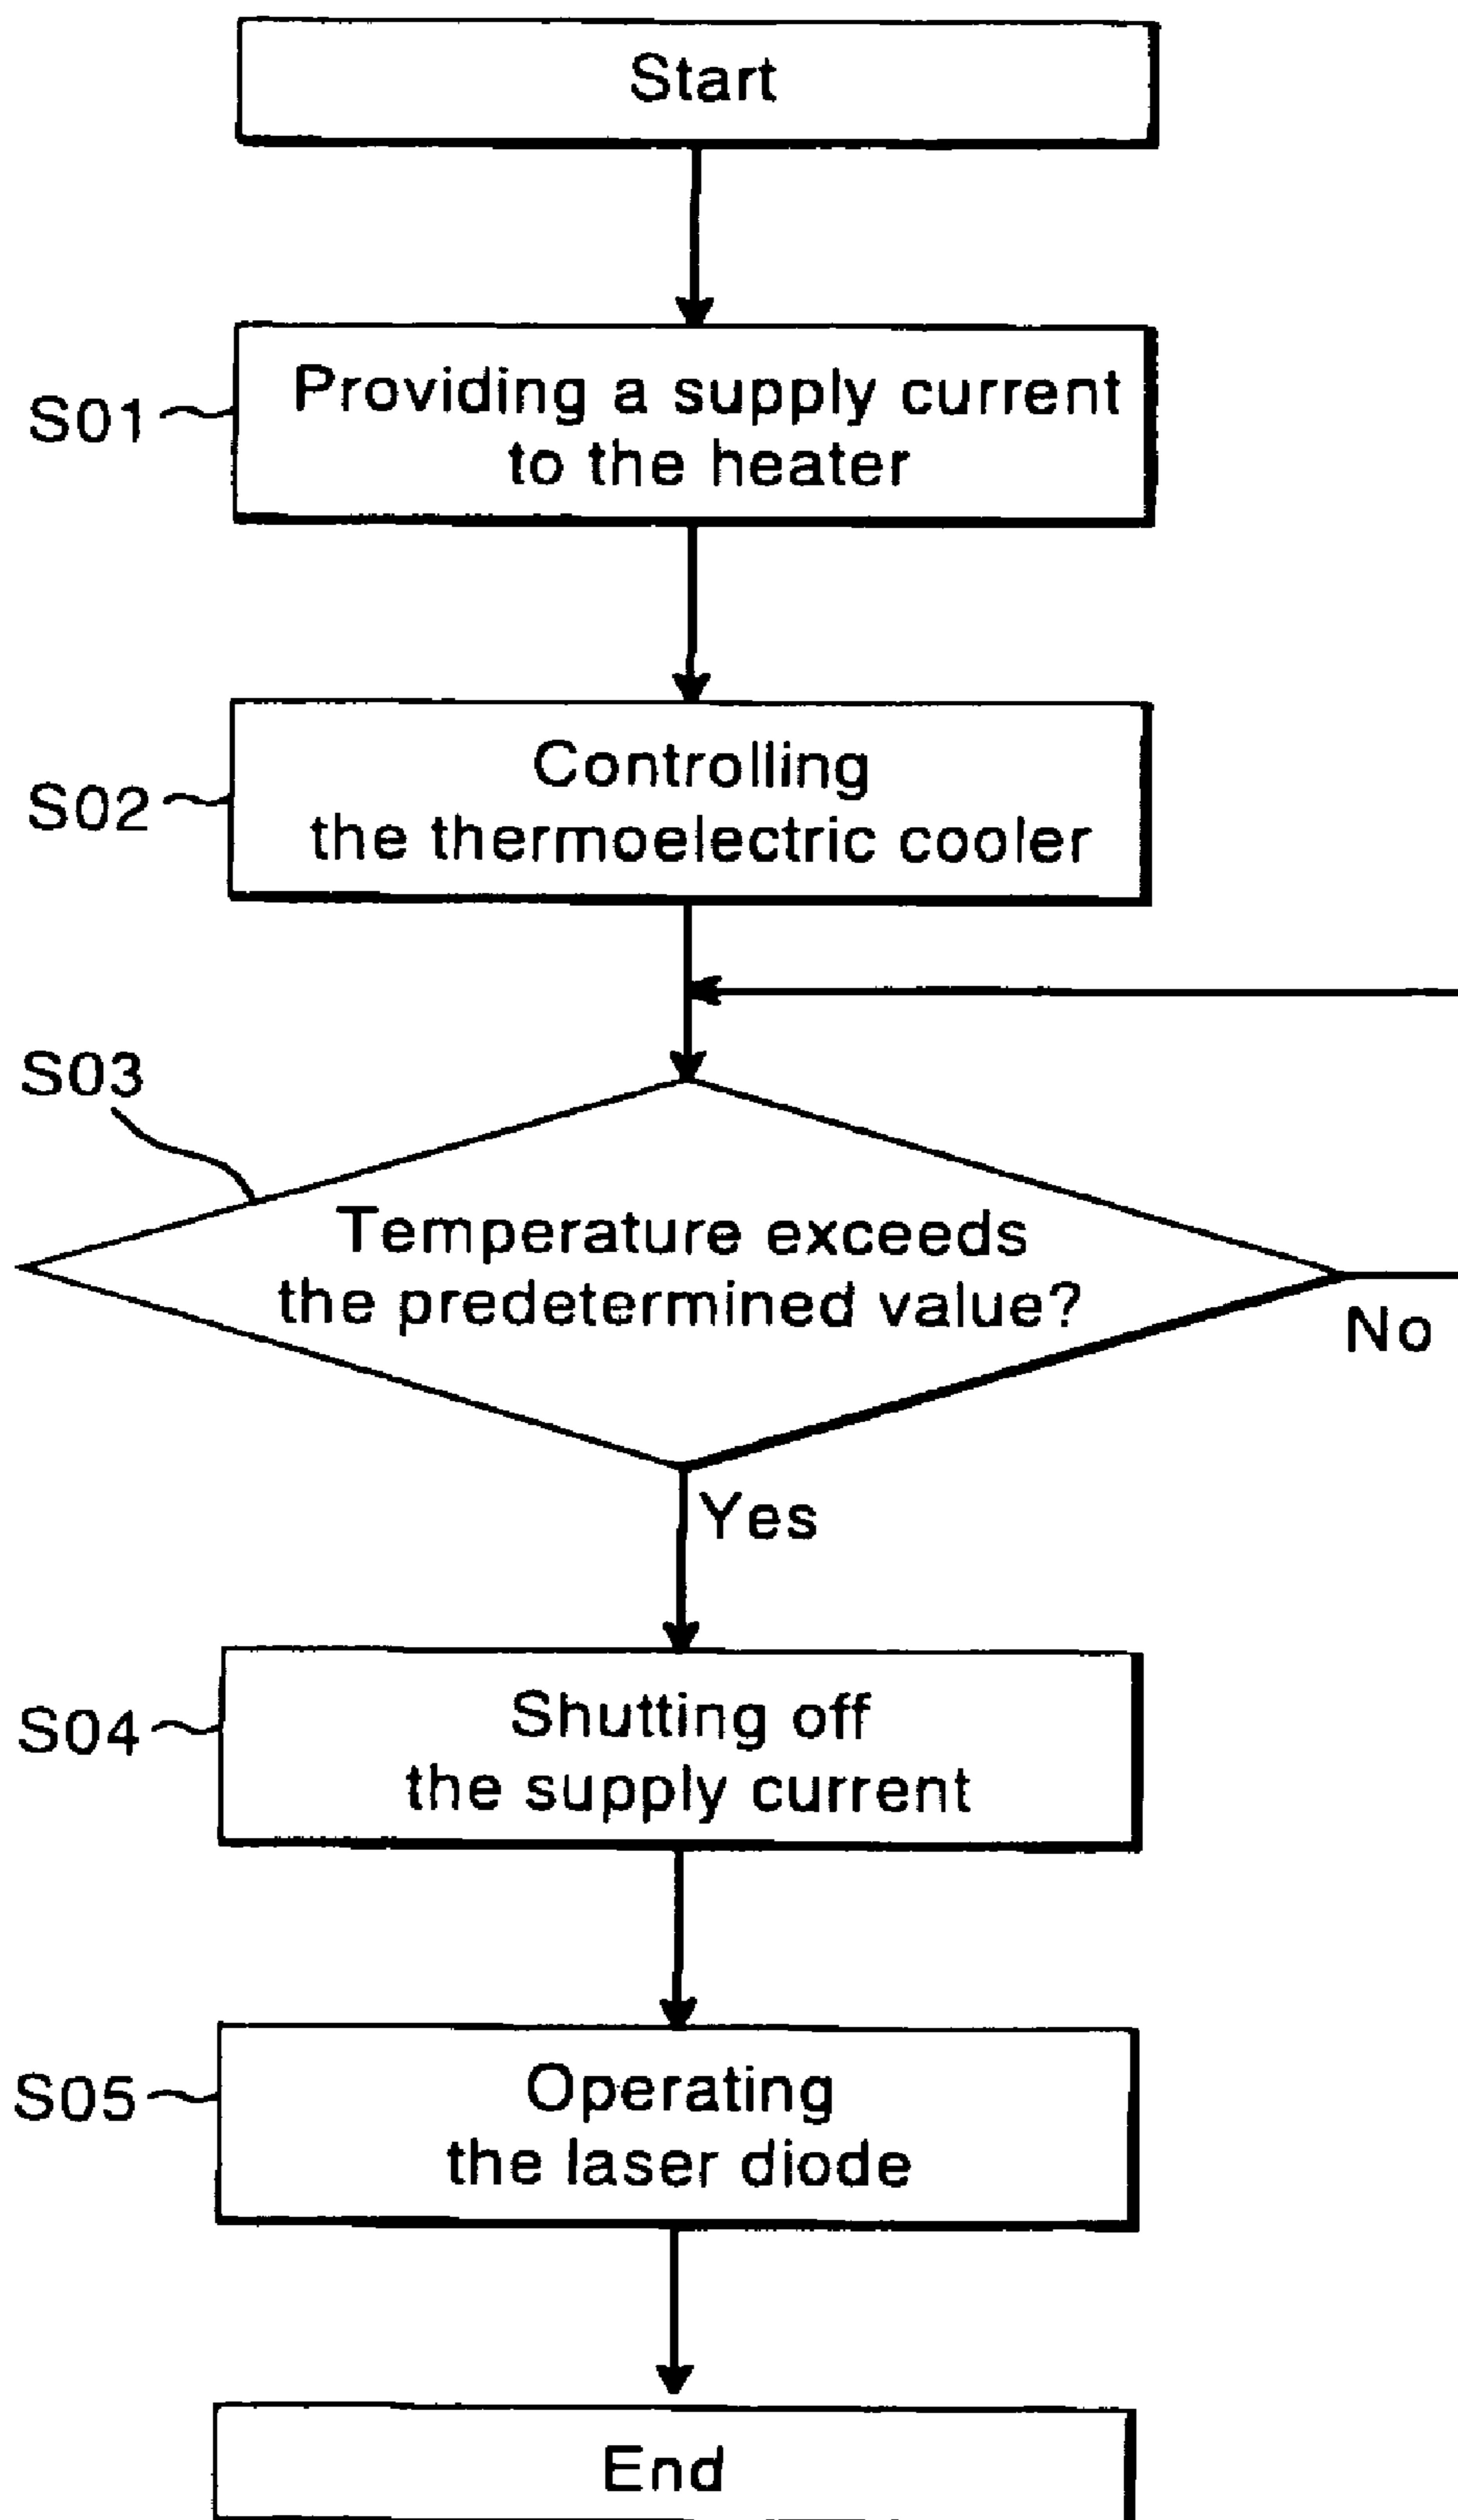 Start
S01
Providing a supply current
to the heater
S02
Controlling
the thermoelectric cooler
S03
Temperature exceeds
the predetermined value?
No
Yes
S04
Shutting off
the supply current
S05
Operating
the laser diode
End